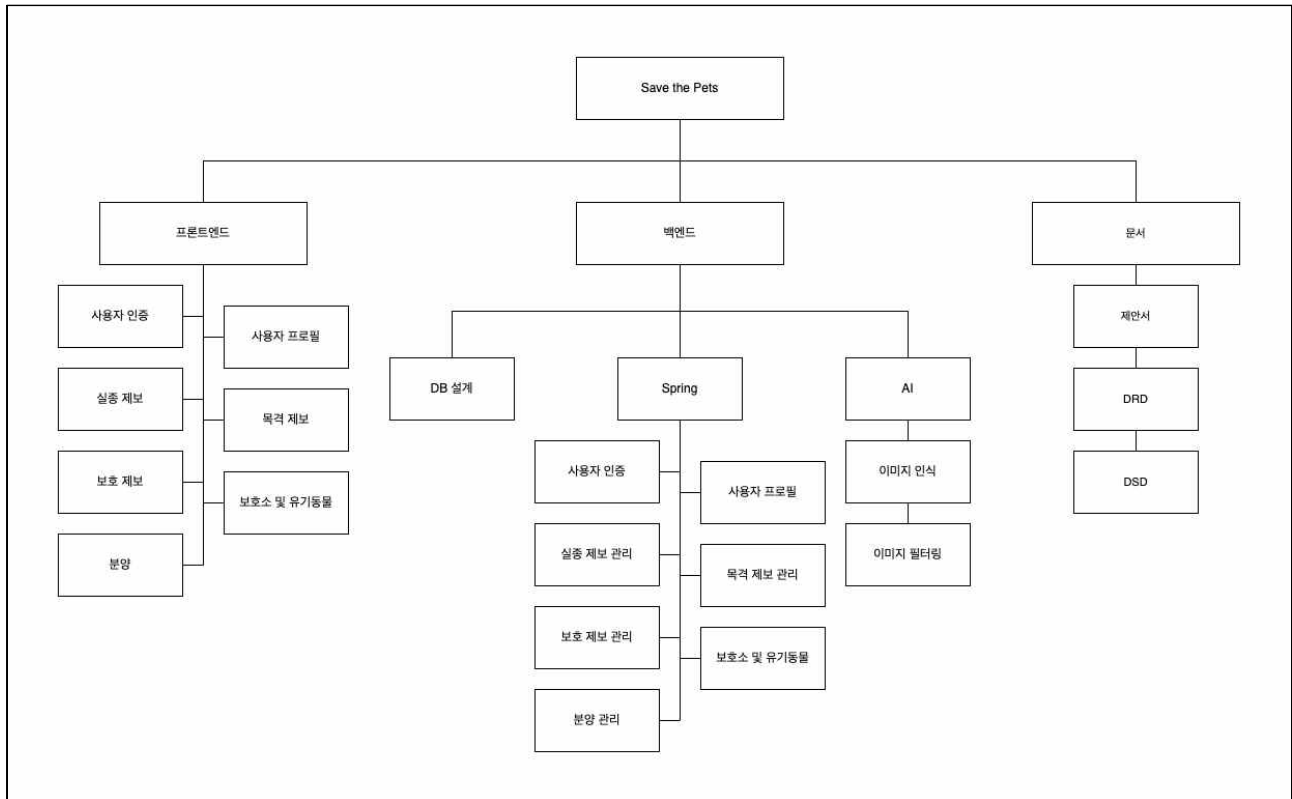 Save the Pets
프론트엔드
백엔드
문서
사용자 인증
사용자 프로필
실종 제보
목격 제보
보호 제보
보호소 및 유기동물
분양
DB 설계
Spring
AI
사용자 인증
사용자 프로필
실종 제보 관리
목격 제보 관리
보호 제보 관리
보호소 및 유기동물
분양 관리
이미지 인식
이미지 필터링
제안서
DRD
DSD